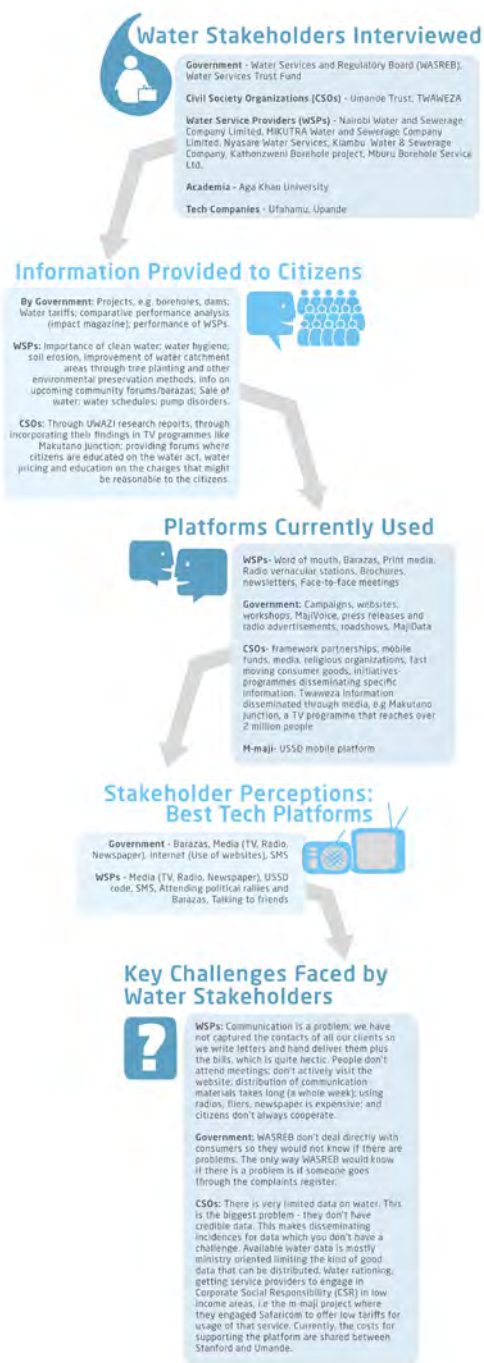 Water Stakeholders Interviewed
Government - Water Services and Regulatory Board (WASREB),
Water Services Trust Fund
Civil Society Organizations (CSOs) - Umande Trust, TWAWEZA
Water Service Providers (WSPs) - Nairobi Water and Sewerage
Company Limited, MIKUTRA Water and Sewerage Company
Limited, Nyasare Water Services, Kiambu Water & Sewerage
Company, Kathonzweni Borehole project, Mburu Borehole Service
Ltd.
Academia - Aga Khan University
Tech Companies - Ufahamu, Upande
Information Provided to Citizens
By Government: Projects, e.g. boreholes, dams;
Water tariffs; comparative performance analysis
(impact magazine); performance of WSPs.
WSPs: Importance of clean water; water hygiene;
soil erosion, improvement of water catchment
areas through tree planting and other
environmental preservation methods; info on
upcoming community forums/barazas; Sale of
water; water schedules; pump disorders.
CSOs: Through UWAZI research reports, through
incorporating their findings in TV programmes like
Makutano Junction; providing forums where
citizens are educated on the water act, water
pricing and education on the charges that might
be reasonable to the citizens.
Platforms Currently Used
WSPs- Word of mouth, Barazas, Print media,
Radio vernacular stations, Brochures,
newsletters, Face-to-face meetings
Government: Campaigns, websites,
workshops, MajiVoice, press releases and
radio advertisements, roadshows, MajiData
CSOs- framework partnerships, mobile
funds, media, religious organizations, fast
moving consumer goods, initiatives-
programmes disseminating specific
information. Twaweza Information
disseminated through media, e.g Makutano
Junction, a TV programme that reaches over
2 million people
M-maji- USSD mobile platform
Stakeholder Perceptions:
Best Tech Platforms
Government - Barazas, Media (TV, Radio,
Newspaper), Internet (Use of websites), SMS
WSPs - Media (TV, Radio, Newspaper), USSD
code, SMS, Attending political rallies and
Barazas, Talking to friends
Key Challenges Faced by
Water Stakeholders
?
WSPs: Communication is a problem; we have
not captured the contacts of all our clients so
we write letters and hand deliver them plus
the bills, which is quite hectic. People don't
attend meetings; don't actively visit the
website; distribution of communication
materials takes long (a whole week); using
radios, fliers, newspaper is expensive; and
citizens don't always cooperate.
Government: WASREB don't deal directly with
consumers so they would not know if there are
problems. The only way WASREB would know
if there is a problem is if someone goes
through the complaints register.
CSOs: There is very limited data on water. This
is the biggest problem - they don't have
credible data. This makes disseminating
incidences for data which you don't have a
challenge. Available water data is mostly
ministry oriented limiting the kind of good
data that can be distributed. Water rationing;
getting service providers to engage in
Corporate Social Responsibility (CSR) in low
income areas, i.e the m-maji project where
they engaged Safaricom to offer low tariffs for
usage of that service. Currently, the costs for
supporting the platform are shared between
Stanford and Umande.